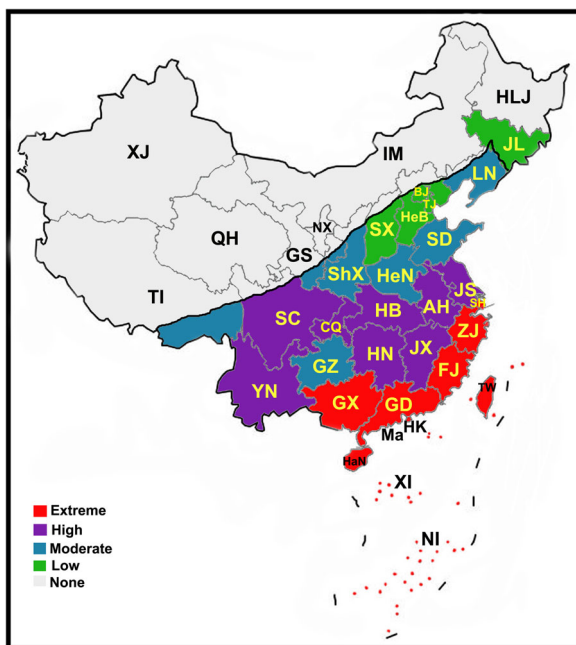 HLJ
JL
XJ
IM
LN
BJ
TJ
HeB
NX
SX
QH
SD
GS
ShX
HeN
TI
JS
SH
AH
SC
HB
CQ
ZJ
HN
JX
GZ
FJ
YN
TW
GX
GD
HK
Ma
HaN
XI
NI
Extreme
High
Moderate
Low
None